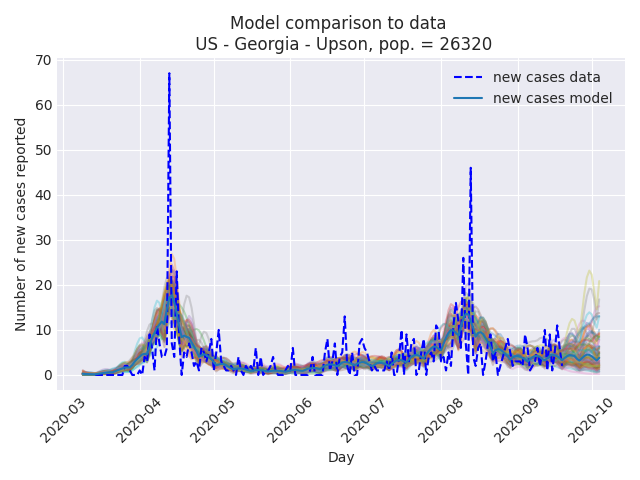 Model comparison to data
US - Georgia - Upson, pop. = 26320
new cases data
new cases model
Number of new cases reported
70
60
50
40
30
20
10
0
2020-03
2020-04
2020-05
2020-06
2020-07
2020-08
2020-09
2020-10
Day